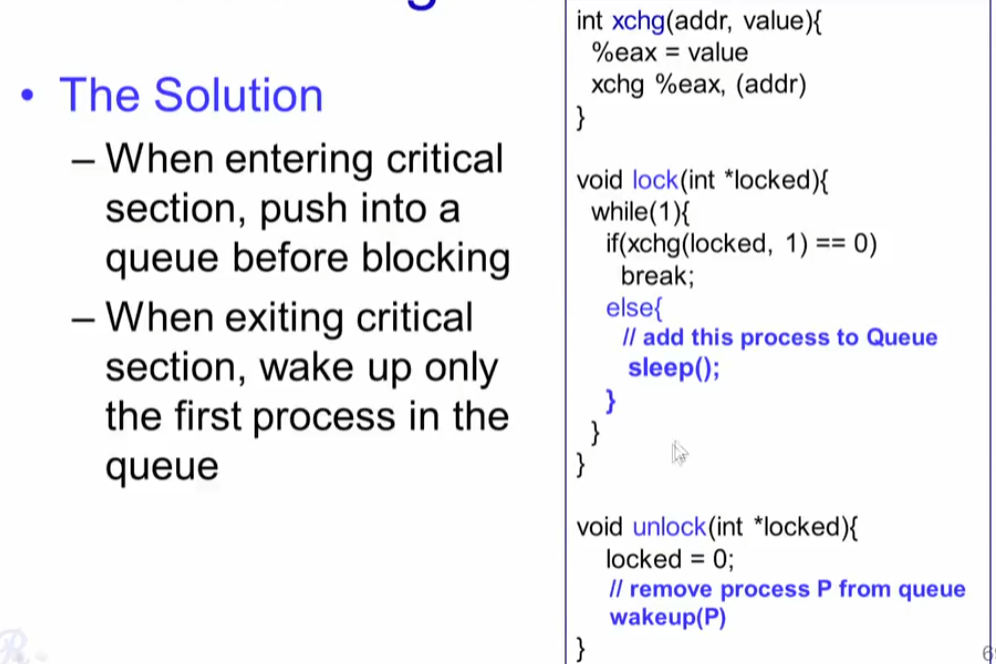 • The Solution
– When entering critical
section, push into a
queue before blocking
– When exiting critical
section, wake up only
the first process in the
queue
int xchg(addr, value){
%eax = value
xchg %eax, (addr)
}
void lock(int *locked){
while(1){
if(xchg(locked, 1) == 0)
break;
else{
// add this process to Queue
sleep();
}
}
}
void unlock(int *locked){
locked = 0;
// remove process P from queue
wakeup(P)
}